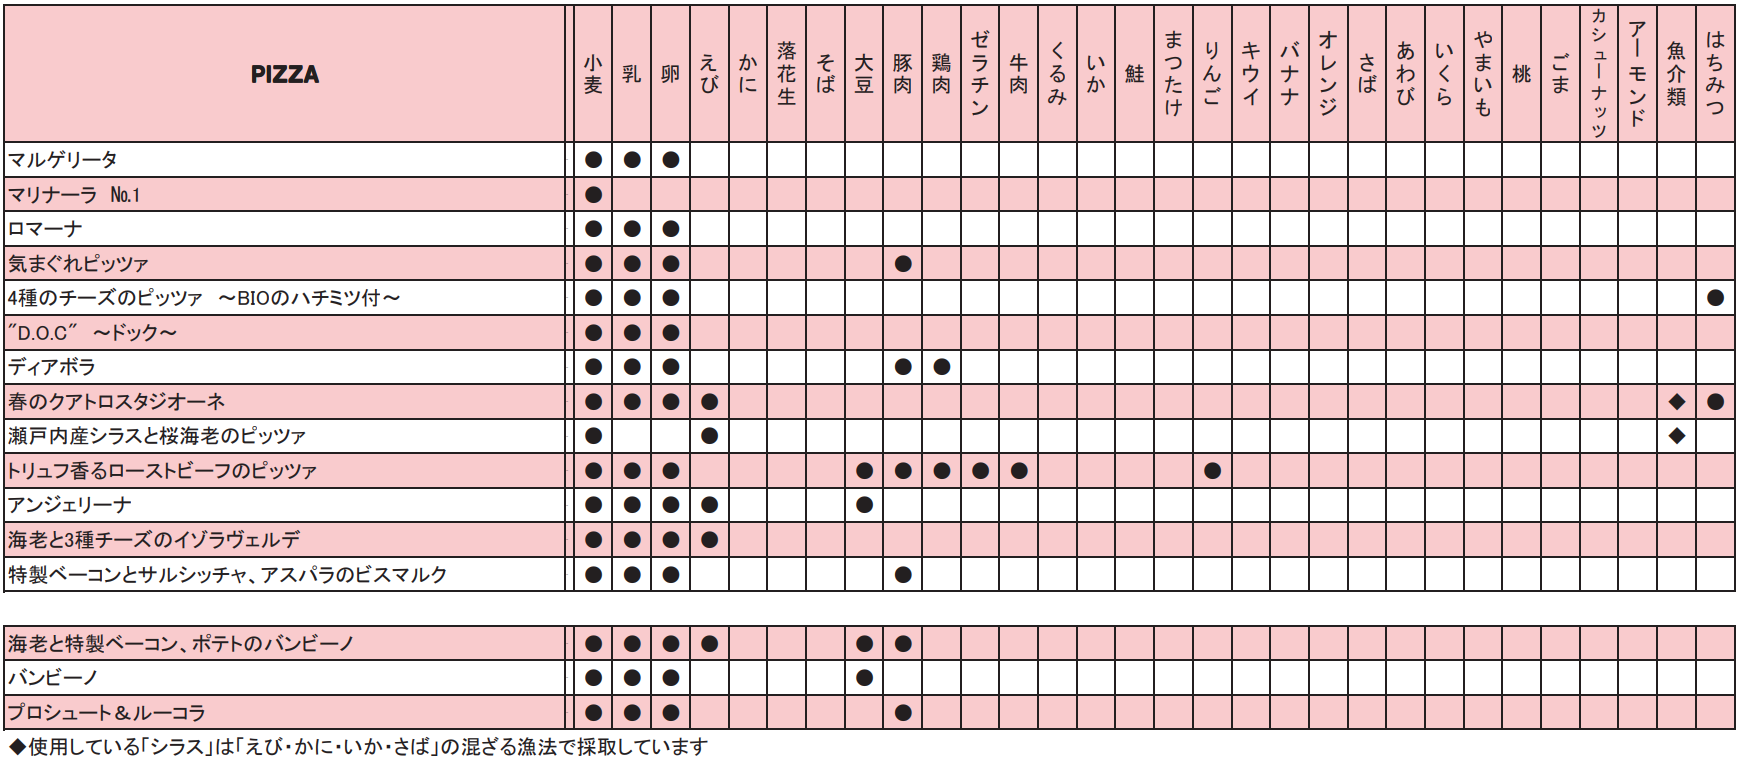 PIZZA 小麦 乳 卵 えび かに 落花生 そば 大豆 豚肉 鶏肉 ゼラチン 牛肉 くるみ いか 鮭 まつたけ りんご キウイ バナナ オレンジ さば あわび いくら やまいも 桃 ごま カシューナッツ アーモンド 魚介類 はちみつ
マルゲリータ ● ● ●
マリナーラ №.1 ●
ロマーナ ● ● ●
気まぐれピッツァ ● ● ● ●
4種のチーズのピッツァ ～BIOのハチミツ付～ ● ● ● ●
"D.O.C" ～ドック～ ● ● ●
ディアボラ ● ● ● ● ●
春のクアトロスタジオーネ ● ● ● ● ◆ ●
瀬戸内産シラスと桜海老のピッツァ ● ● ◆
トリュフ香るローストビーフのピッツァ ● ● ● ● ● ● ● ● ●
アンジェリーナ ● ● ● ● ●
海老と3種チーズのイゾラヴェルデ ● ● ● ●
特製ベーコンとサルシッチャ、アスパラのビスマルク ● ● ● ●
海老と特製ベーコン、ポテトのバンビーノ ● ● ● ● ● ●
バンビーノ ● ● ● ●
プロシュート＆ルーコラ ● ● ● ●
◆使用している｢シラス｣は｢えび･かに･いか･さば｣の混ざる漁法で採取しています